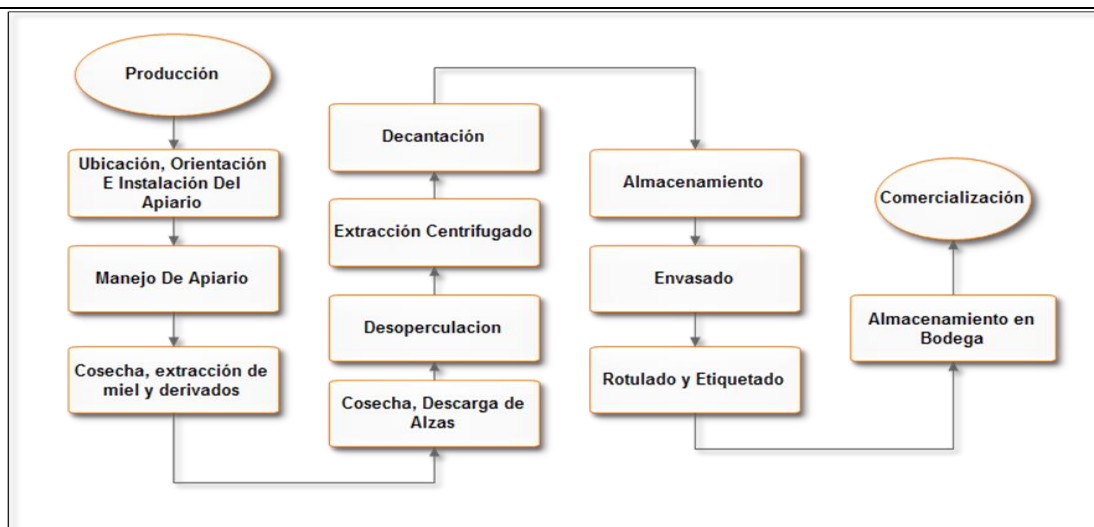 Producción
Ubicación, Orientación
E Instalación Del
Apiario
Manejo De Apiario
Cosecha, extracción de
miel y derivados
Cosecha, Descarga de
Alzas
Desoperculacion
Extracción Centrifugado
Decantación
Almacenamiento
Envasado
Rotulado y Etiquetado
Almacenamiento en
Bodega
Comercialización